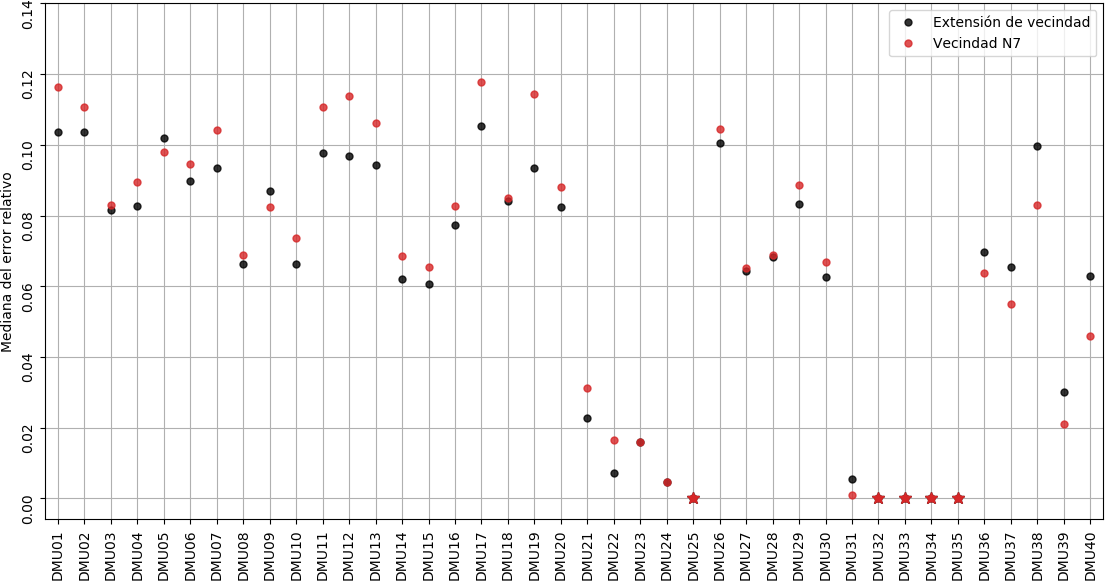 Extensión de vecindad
Vecindad N7
Mediana del error relativo
0.14
0.12
0.10
0.08
0.06
0.04
0.02
0.00
DMU01
DMU02
DMU03
DMU04
DMU05
DMU06
DMU07
DMU08
DMU09
DMU10
DMU11
DMU12
DMU13
DMU14
DMU15
DMU16
DMU17
DMU18
DMU19
DMU20
DMU21
DMU22
DMU23
DMU24
DMU25
DMU26
DMU27
DMU28
DMU29
DMU30
DMU31
DMU32
DMU33
DMU34
DMU35
DMU36
DMU37
DMU38
DMU39
DMU40